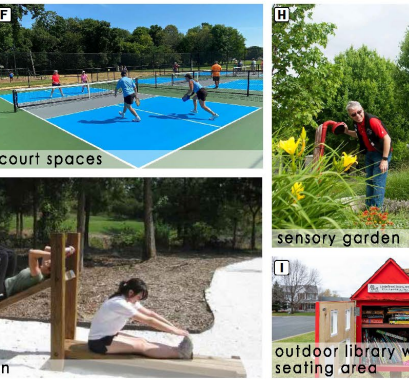 F
court spaces
H
sensory garden
n
I
outdoor library w
seating area